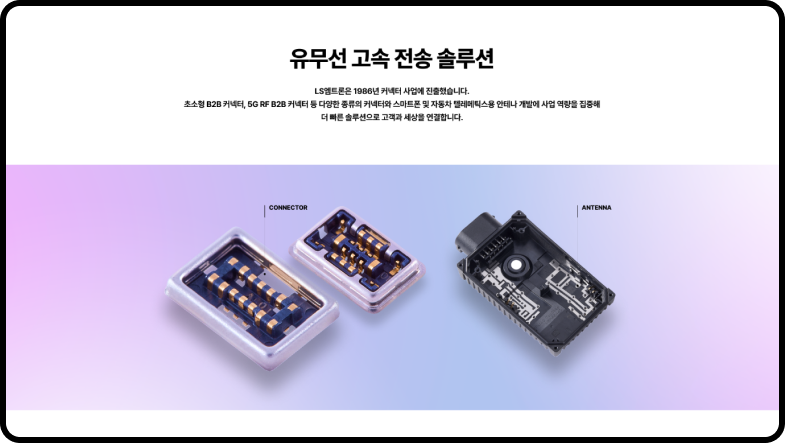 유무선 고속 전송 솔루션
LS엠트론은 1986년 커넥터 사업에 진출했습니다.
초소형 B2B 커넥터, 5G RF B2B 커넥터 등 다양한 종류의 커넥터와 스마트폰 및 자동차 텔레매틱스용 안테나 개발에 사업 역량을 집중해
더 빠른 솔루션으로 고객과 세상을 연결합니다.
CONNECTOR
ANTENNA